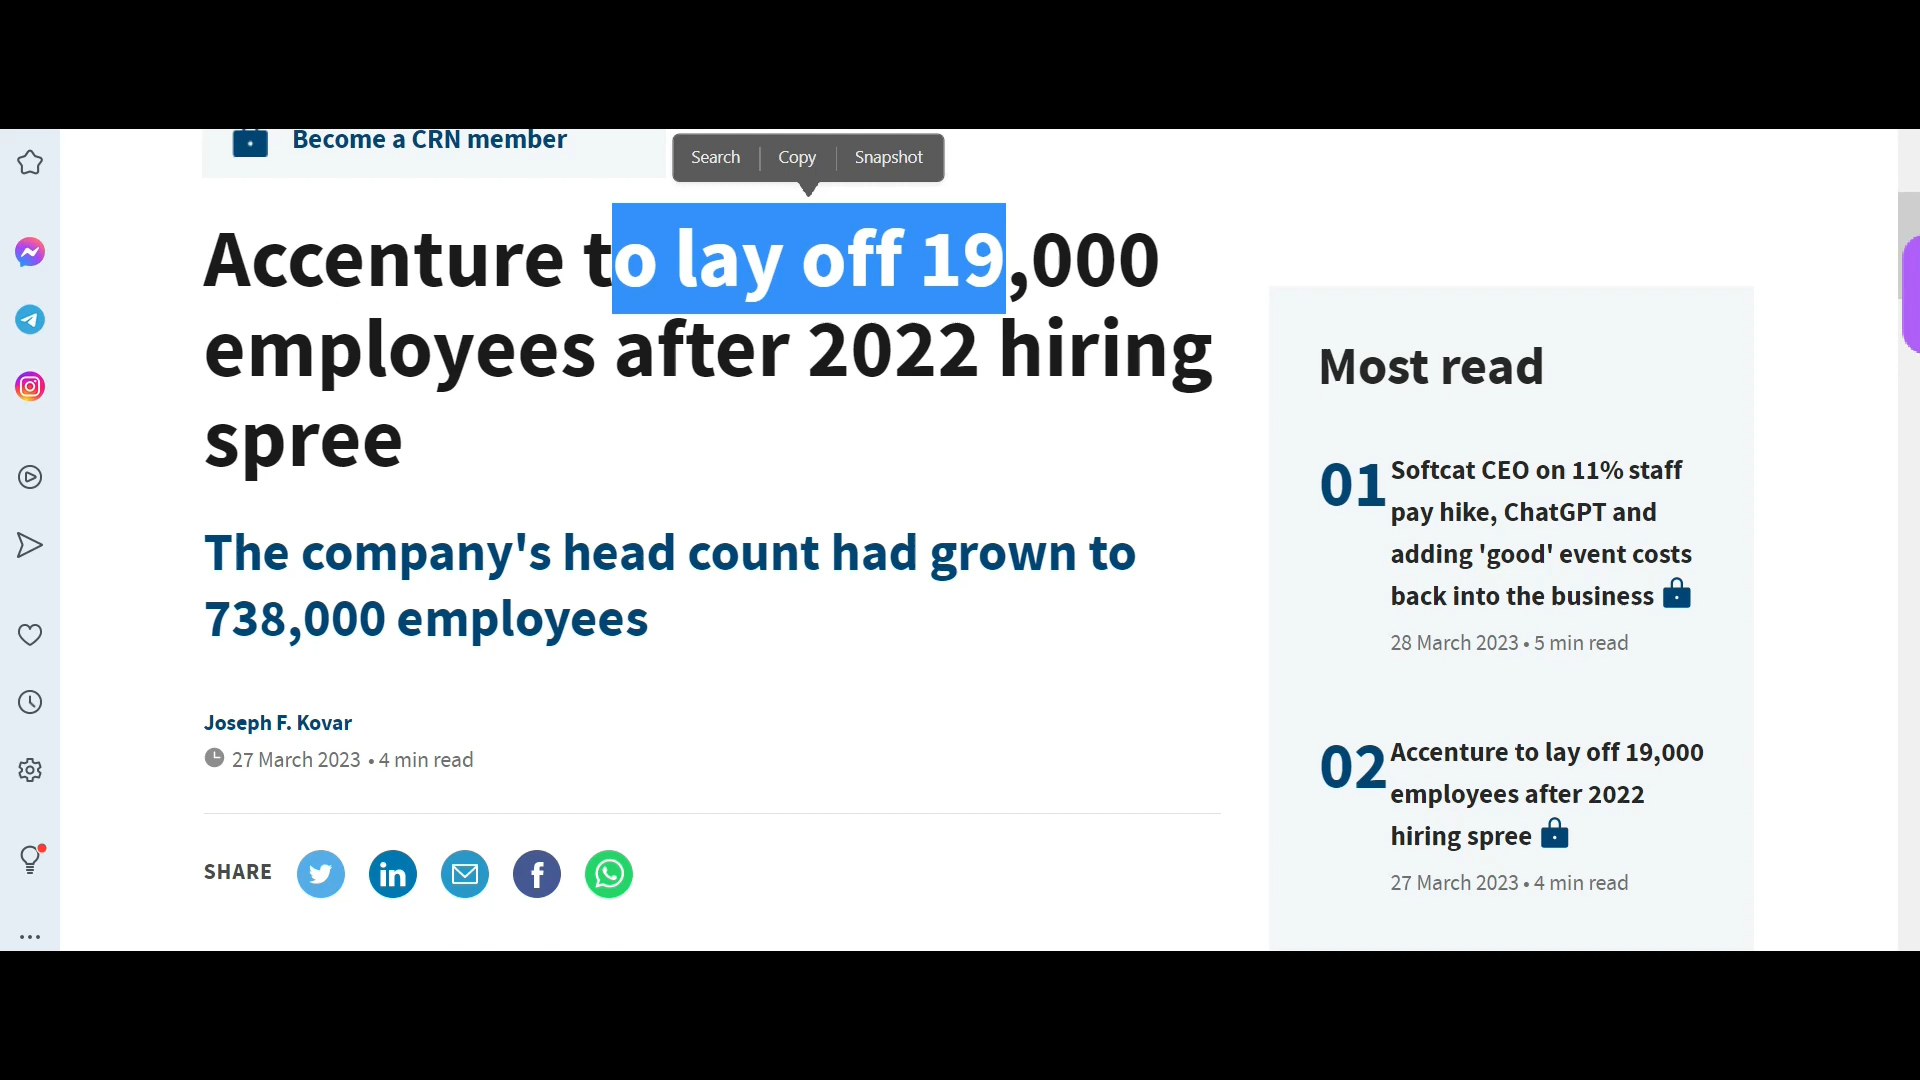 Become a CRN member
Search
Copy
Snapshot
Accenture to lay off 19,000
employees after 2022 hiring
spree
The company's head count had grown to
738,000 employees
Joseph F. Kovar
27 March 2023 • 4 min read
SHARE
Most read
01
Softcat CEO on 11% staff
pay hike, ChatGPT and
adding 'good' event costs
back into the business
28 March 2023 • 5 min read
02
Accenture to lay off 19,000
employees after 2022
hiring spree
27 March 2023 • 4 min read